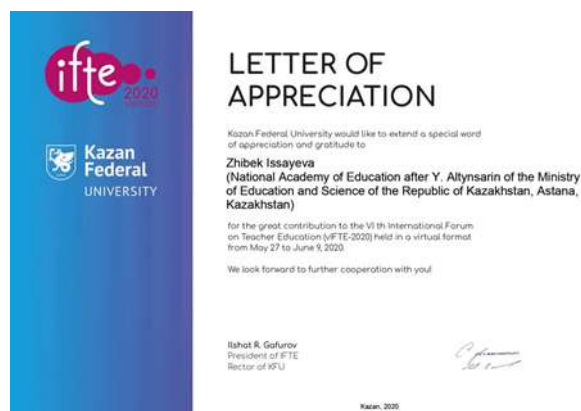 ifte
2020
Kazan
Federal
UNIVERSITY
LETTER OF
APPRECIATION
Kazan Federal University would like to extend a special word
of appreciation and gratitude to
Zhibek Issayeva
(National Academy of Education after Y. Altynsarin of the Ministry
of Education and Science of the Republic of Kazakhstan, Astana,
Kazakhstan)
for the great contribution to the VI th International Forum
on Teacher Education (vIFTE-2020) held in a virtual format
from May 27 to June 9, 2020.
We look forward to further cooperation with you!
Ilshat R. Gafurov
President of IFTE
Rector of KFU
Kazan, 2020